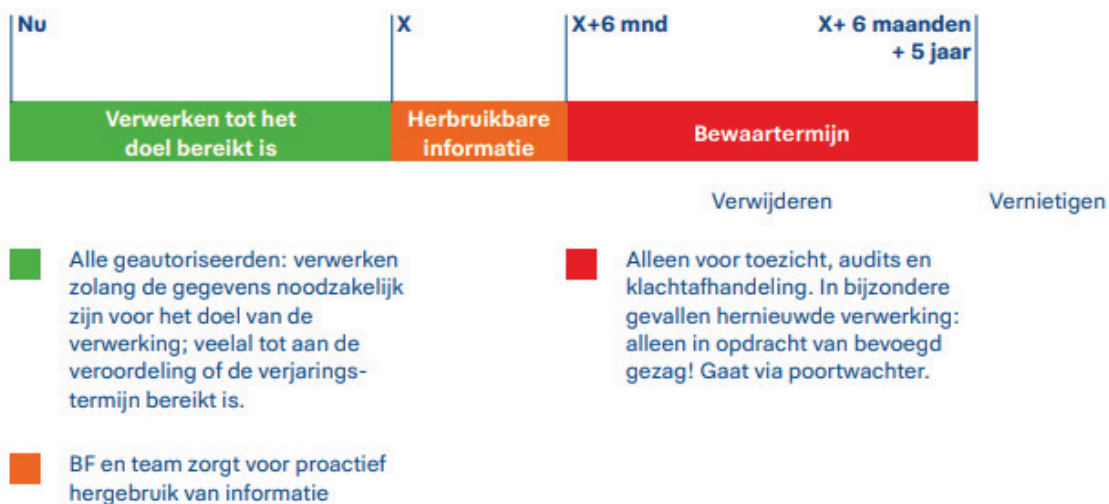 Nu
X
X+6 mnd
X+ 6 maanden
+ 5 jaar
Verwerken tot het
doel bereikt is
Herbruikbare
informatie
Bewaartermijn
Verwijderen
Vernietigen
Alle geautoriseerden: verwerken
zolang de gegevens noodzakelijk
zijn voor het doel van de
verwerking; veelal tot aan de
veroordeling of de verjarings-
termijn bereikt is.
Alleen voor toezicht, audits en
klachtafhandeling. In bijzondere
gevallen hernieuwde verwerking:
alleen in opdracht van bevoegd
gezag! Gaat via poortwachter.
BF en team zorgt voor proactief
hergebruik van informatie